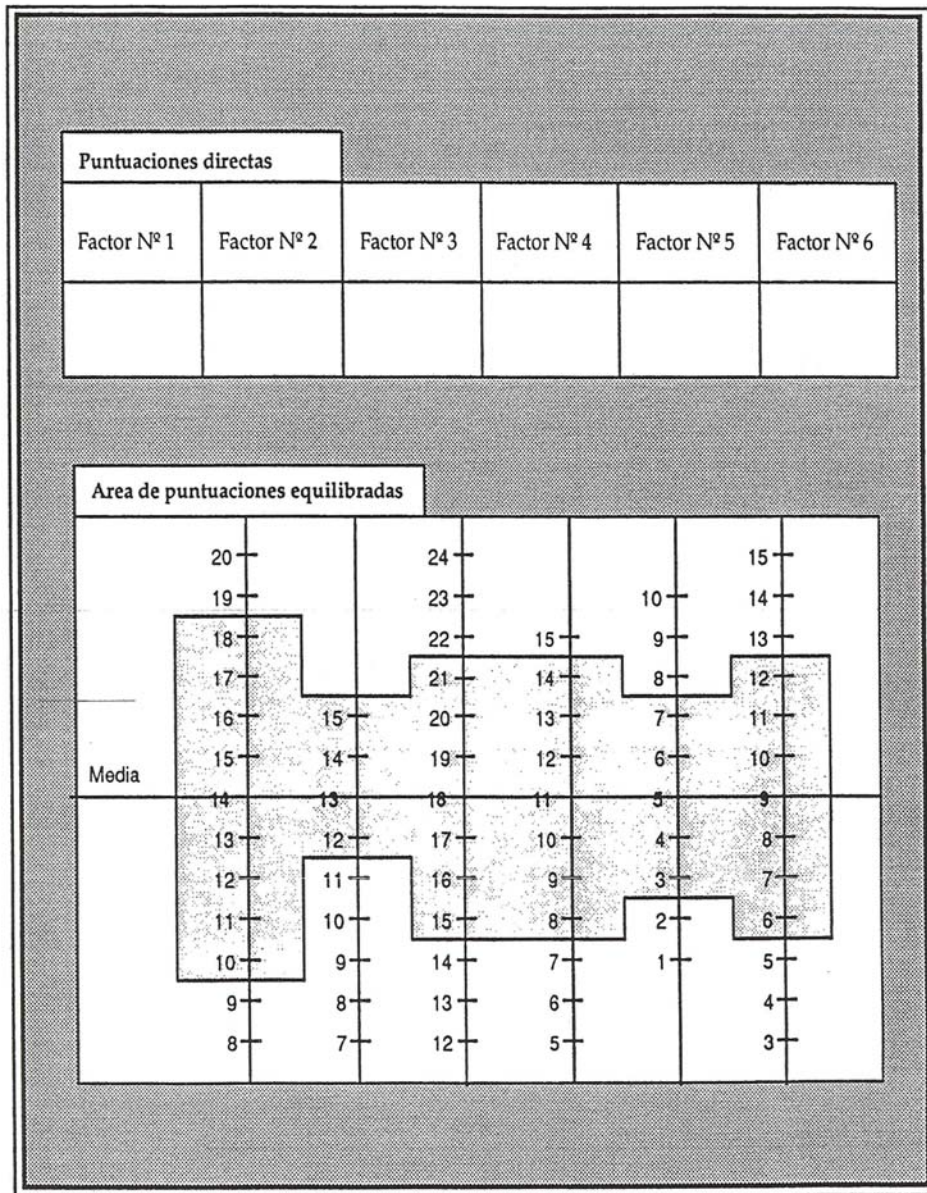 Puntuaciones directas
Factor Nº 1 Factor Nº 2 Factor Nº 3 Factor Nº 4 Factor Nº 5 Factor Nº 6
Area de puntuaciones equilibradas
20 24 15
19 23 10 14
18 22 15 9 13
17 21 14 8 12
16 15 20 13 7 11
15 14 19 12 6 10
Media
14 13 18 11 5 9
13 12 17 10 4 8
12 11 16 9 3 7
11 10 15 8 2 6
10 9 14 7 1 5
9 8 13 6 4
8 7 12 5 3